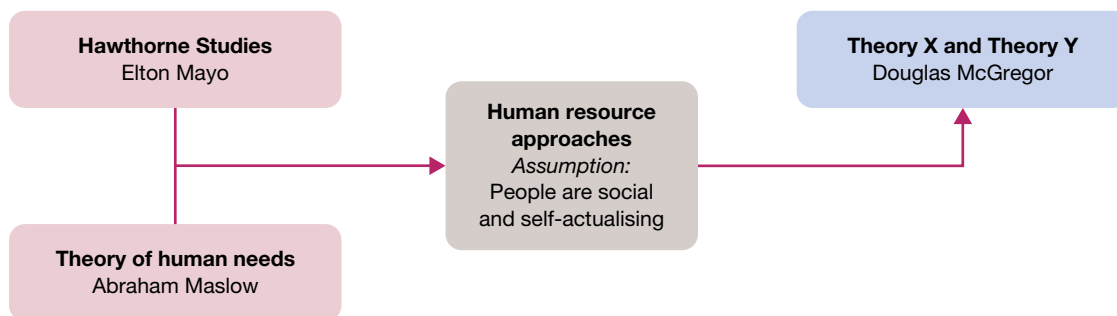 Hawthorne Studies
Elton Mayo
Theory of human needs
Abraham Maslow
Human resource
approaches
Assumption:
People are social
and self-actualising
Theory X and Theory Y
Douglas McGregor